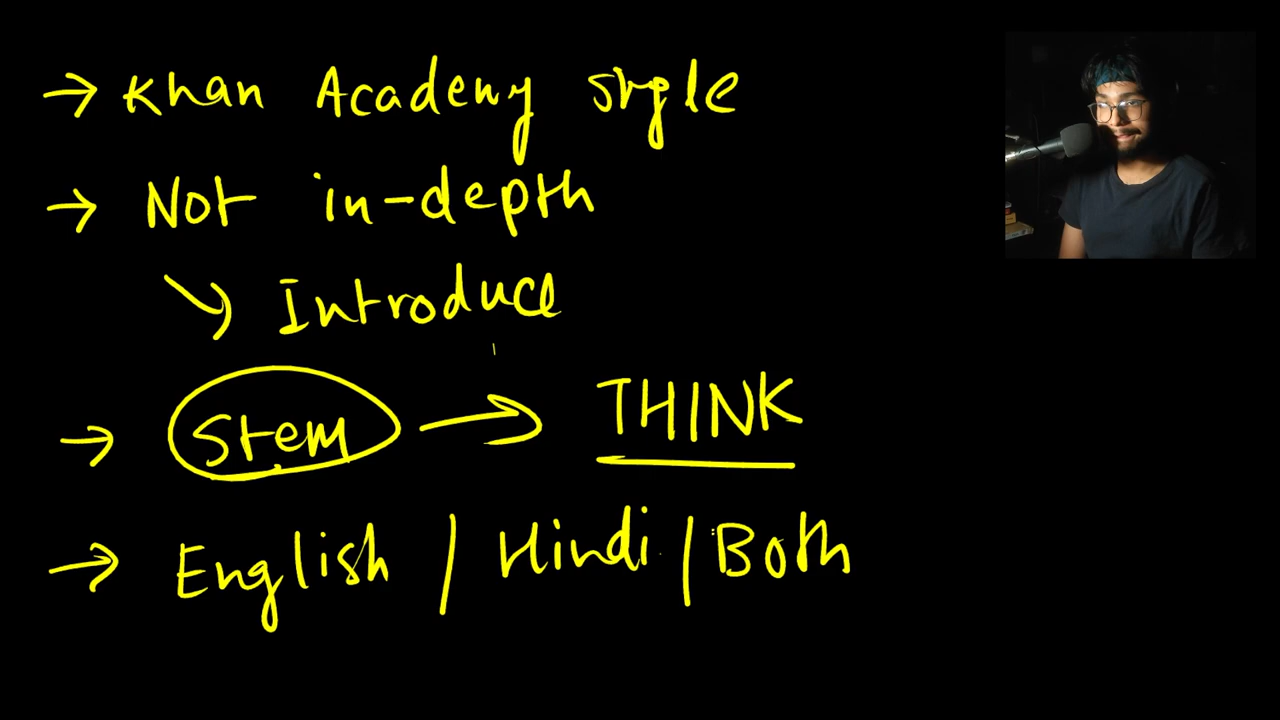 → Khan Academy style
→ Not in-depth
↘ Introduce
→ Stem → THINK
→ English / Hindi / Both